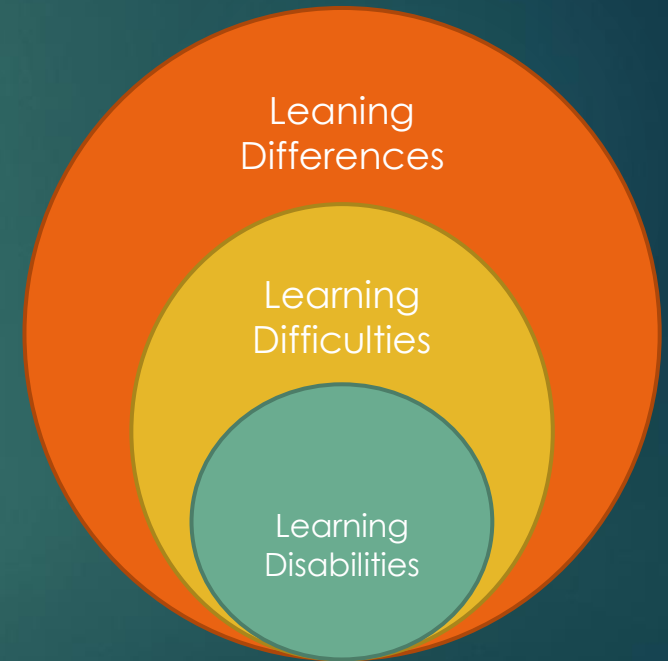 Leaning
Differences
Learning
Difficulties
Learning
Disabilities